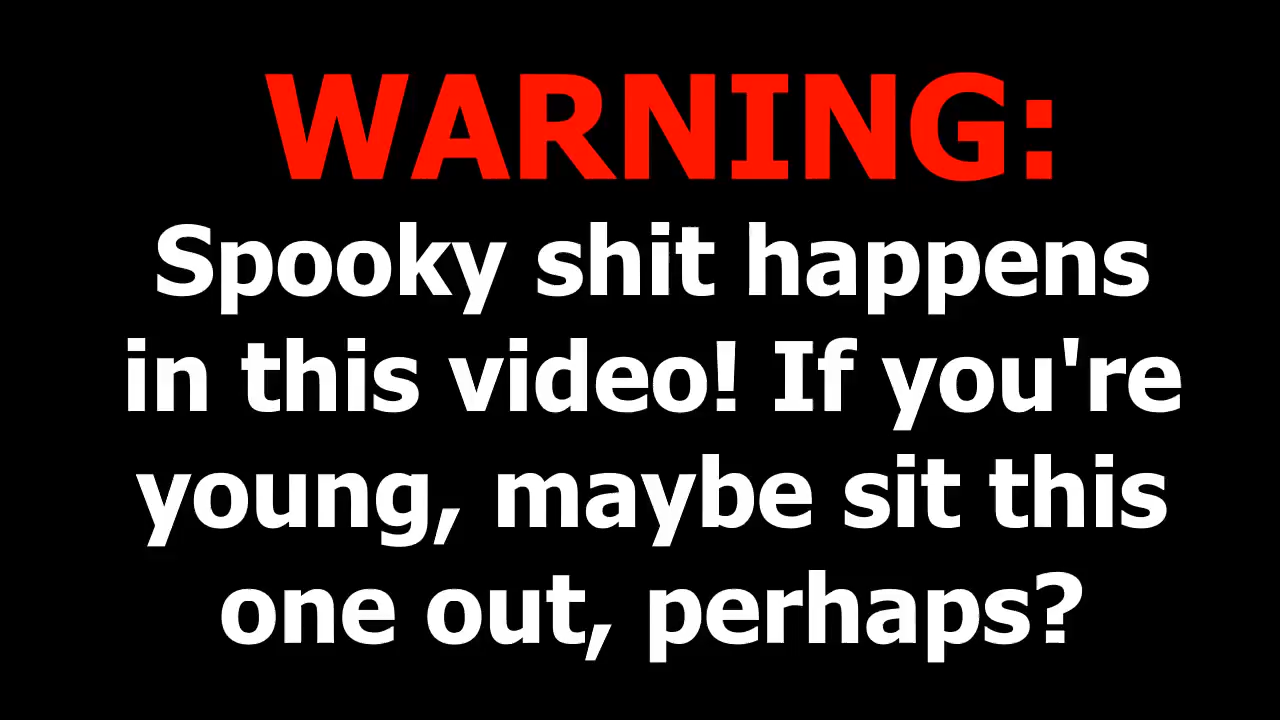 WARNING:
Spooky shit happens
in this video! If you're
young, maybe sit this
one out, perhaps?